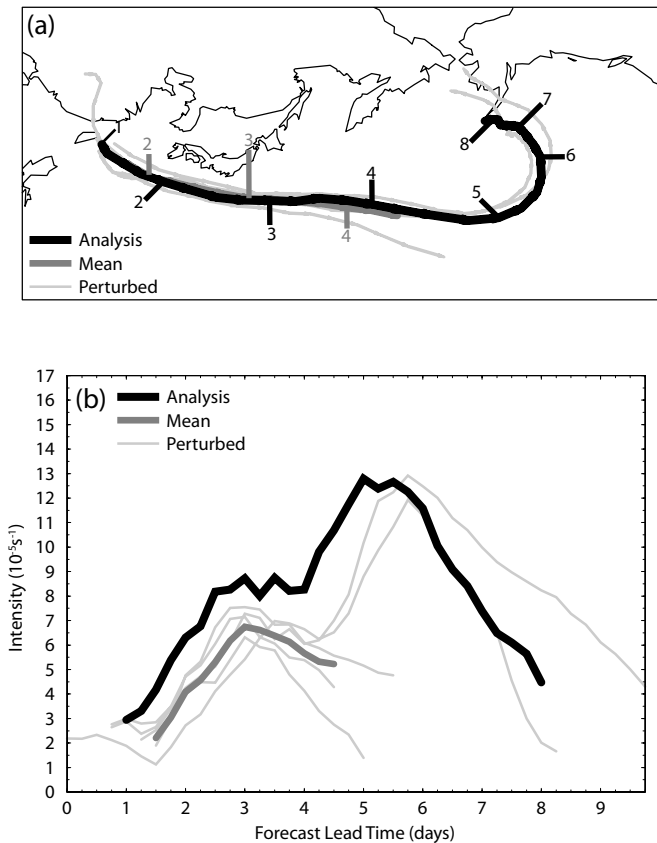 (a)
7
8
6
1
2
3
4
5
2
3
4
Analysis
Mean
Perturbed
(b)
Analysis
Mean
Perturbed
17
16
15
14
13
12
11
10
9
8
7
6
5
4
3
2
1
0
Intensity (10⁻⁵s⁻¹)
0 1 2 3 4 5 6 7 8 9
Forecast Lead Time (days)